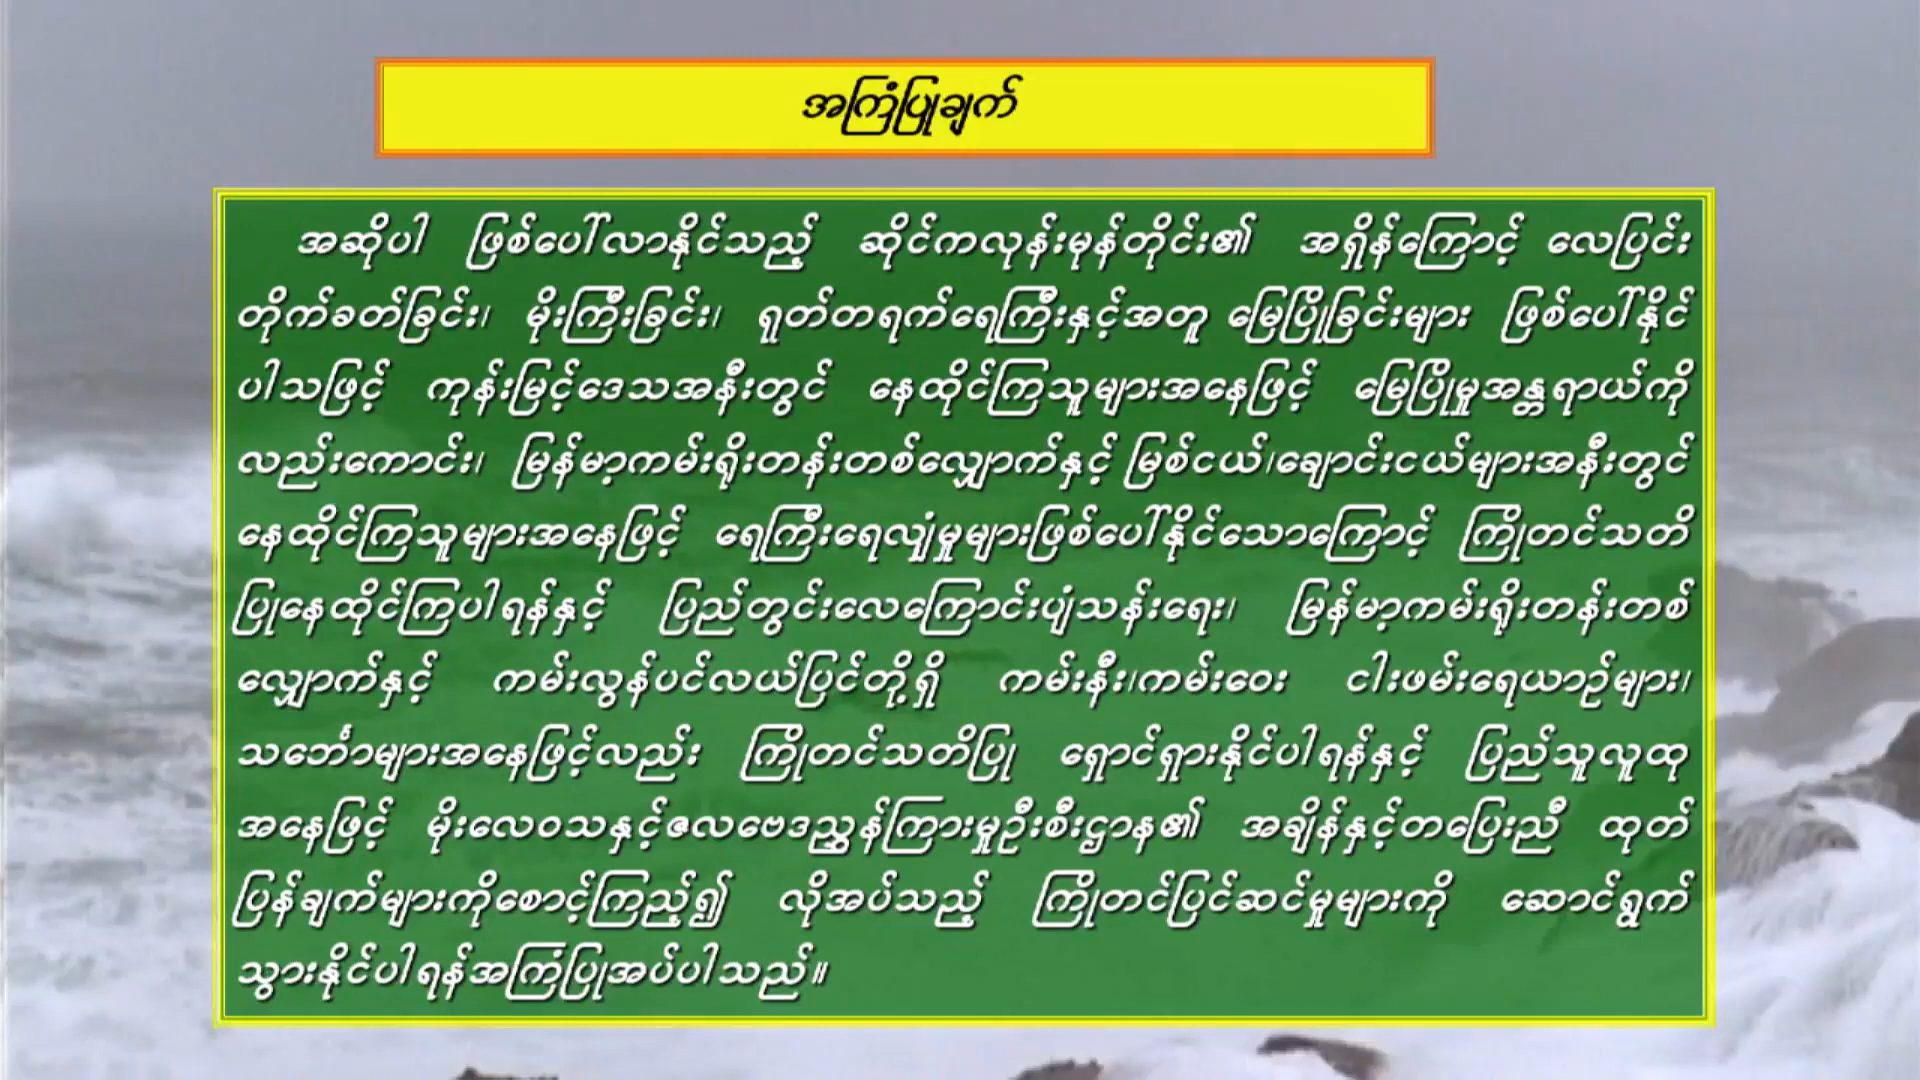 အကြံပြုချက်
အဆိုပါ ဖြစ်ပေါ်လာနိုင်သည့် ဆိုင်ကလုန်းမုန်တိုင်း၏ အရှိန်ကြောင့် လေပြင်း
တိုက်ခတ်ခြင်း၊ မိုးကြီးခြင်း၊ ရုတ်တရက်ရေကြီးနှင့်အတူ မြေပြိုခြင်းများ ဖြစ်ပေါ်နိုင်
ပါသဖြင့် ကုန်းမြင့်ဒေသအနီးတွင် နေထိုင်ကြသူများအနေဖြင့် မြေပြိုမှုအန္တရာယ်ကို
လည်းကောင်း၊ မြန်မာ့ကမ်းရိုးတန်းတစ်လျှောက်နှင့် မြစ်ငယ်၊ချောင်းငယ်များအနီးတွင်
နေထိုင်ကြသူများအနေဖြင့် ရေကြီးရေလျှံမှုများဖြစ်ပေါ်နိုင်သောကြောင့် ကြိုတင်သတိ
ပြုနေထိုင်ကြပါရန်နှင့် ပြည်တွင်းလေကြောင်းပျံသန်းရေး၊ မြန်မာ့ကမ်းရိုးတန်းတစ်
လျှောက်နှင့် ကမ်းလွန်ပင်လယ်ပြင်တို့ရှိ ကမ်းနီး၊ကမ်းဝေး ငါးဖမ်းရေယာဉ်များ၊
သင်္ဘောများအနေဖြင့်လည်း ကြိုတင်သတိပြု ရှောင်ရှားနိုင်ပါရန်နှင့် ပြည်သူလူထု
အနေဖြင့် မိုးလေဝသနှင့်ဇလဗေဒညွှန်ကြားမှုဦးစီးဌာန၏ အချိန်နှင့်တပြေးညီ ထုတ်
ပြန်ချက်များကိုစောင့်ကြည့်၍ လိုအပ်သည့် ကြိုတင်ပြင်ဆင်မှုများကို ဆောင်ရွက်
သွားနိုင်ပါရန်အကြံပြုအပ်ပါသည်။